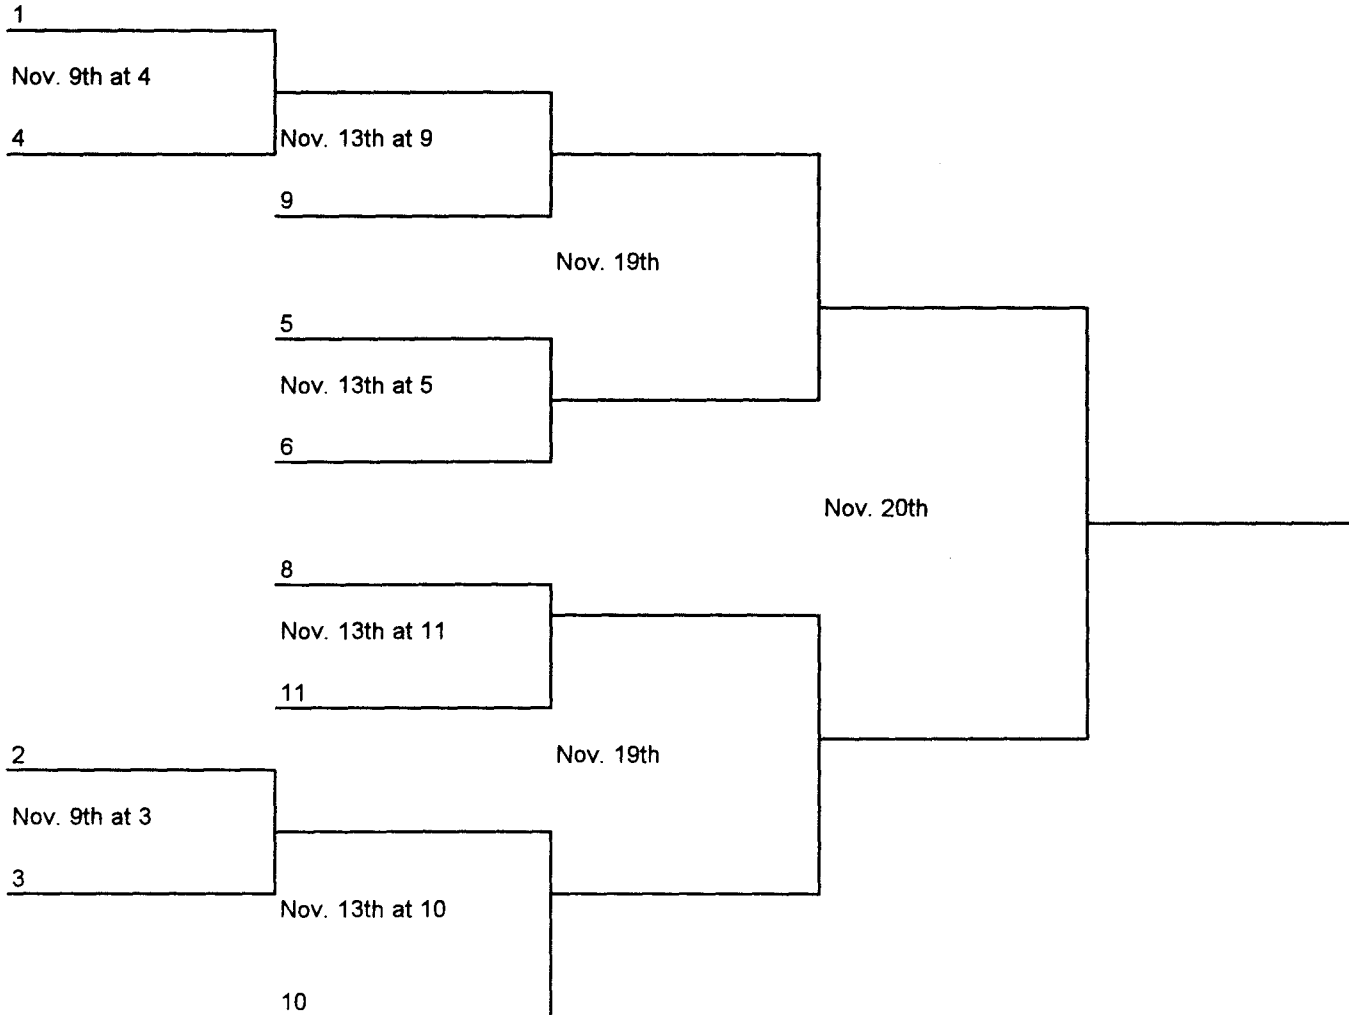 1
Nov. 9th at 4
4
Nov. 13th at 9
9
Nov. 19th
5
Nov. 13th at 5
6
Nov. 20th
8
Nov. 13th at 11
11
Nov. 19th
2
Nov. 9th at 3
3
Nov. 13th at 10
10